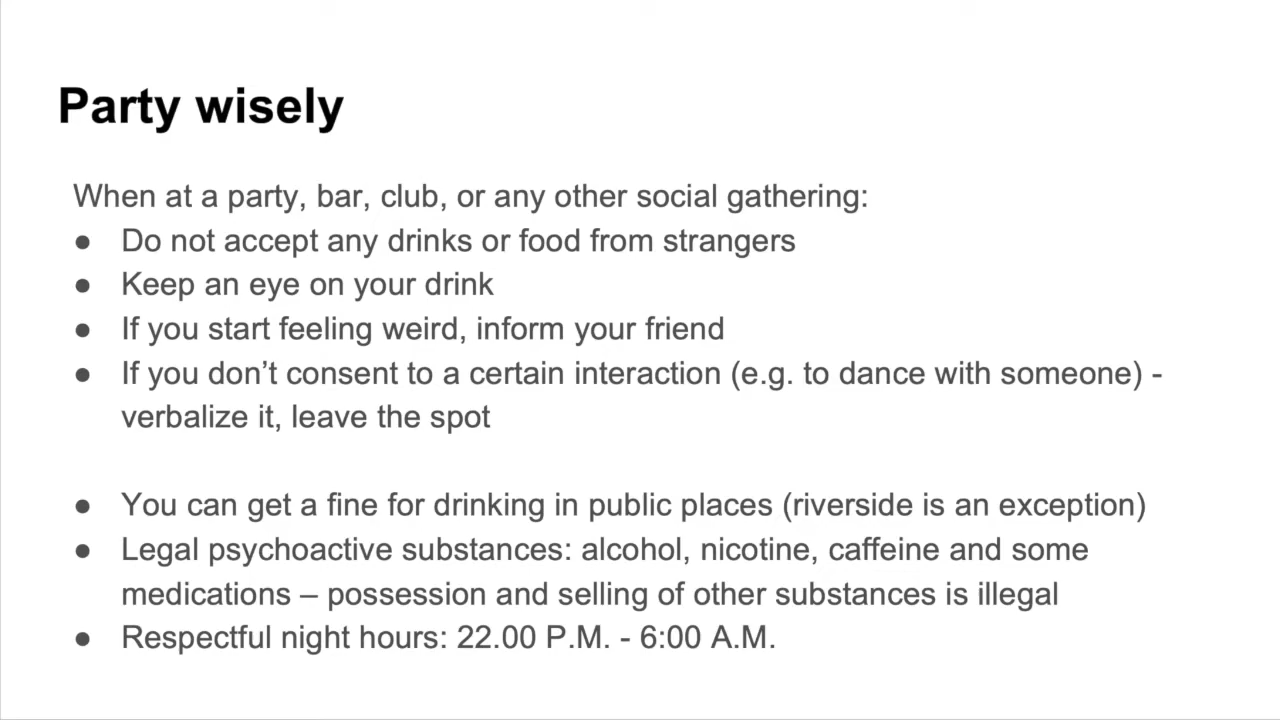 Party wisely
When at a party, bar, club, or any other social gathering:
● Do not accept any drinks or food from strangers
● Keep an eye on your drink
● If you start feeling weird, inform your friend
● If you don’t consent to a certain interaction (e.g. to dance with someone) -
verbalize it, leave the spot
● You can get a fine for drinking in public places (riverside is an exception)
● Legal psychoactive substances: alcohol, nicotine, caffeine and some
medications – possession and selling of other substances is illegal
● Respectful night hours: 22.00 P.M. - 6:00 A.M.